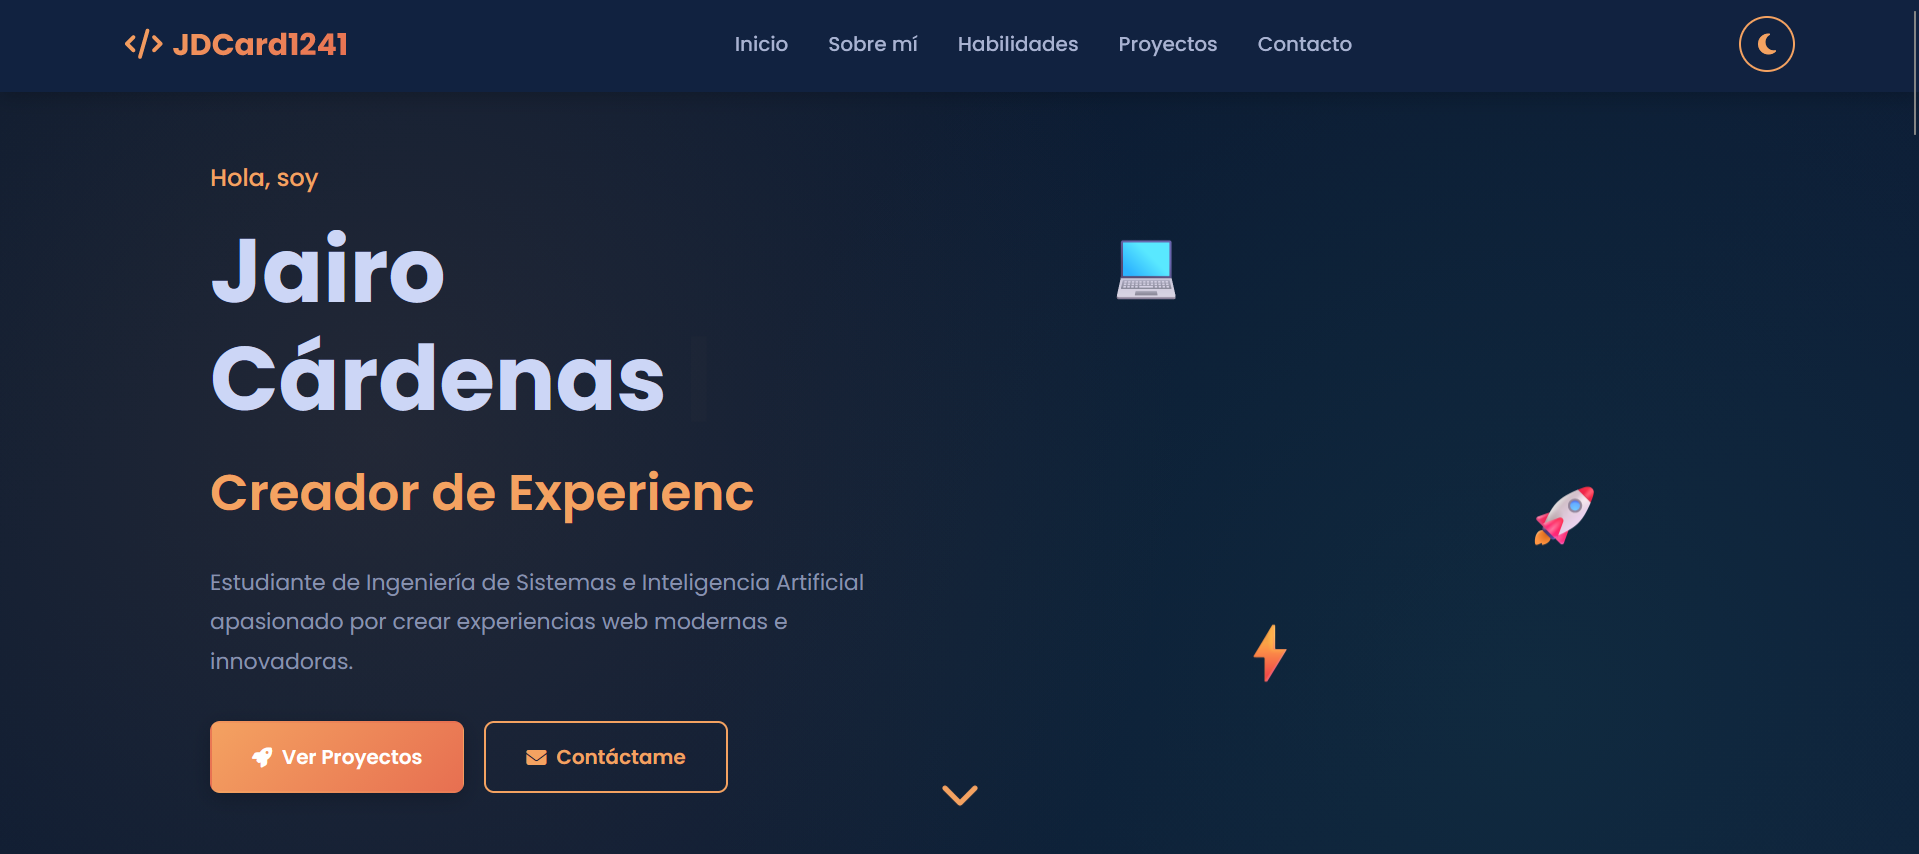 </> JDCard1241
Inicio Sobre mí Habilidades Proyectos Contacto
Hola, soy
Jairo
Cárdenas
Creador de Experienc
Estudiante de Ingeniería de Sistemas e Inteligencia Artificial
apasionado por crear experiencias web modernas e
innovadoras.
Ver Proyectos
Contáctame